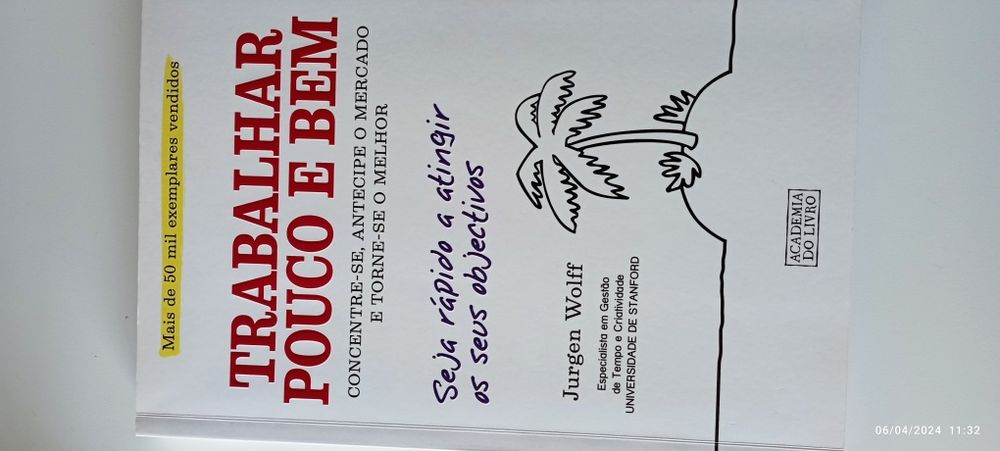 Mais de 50 mil exemplares vendidos
TRABALHAR
POUCO E BEM
CONCENTRE-SE, ANTECIPE O MERCADO
E TORNE-SE O MELHOR
Seja rápido a atingir
os seus objectivos
Jurgen Wolff
Especialista em Gestão
de Tempo e Criatividade
UNIVERSIDADE DE STANFORD
ACADEMIA
DO LIVRO
06/04/2024 11:32